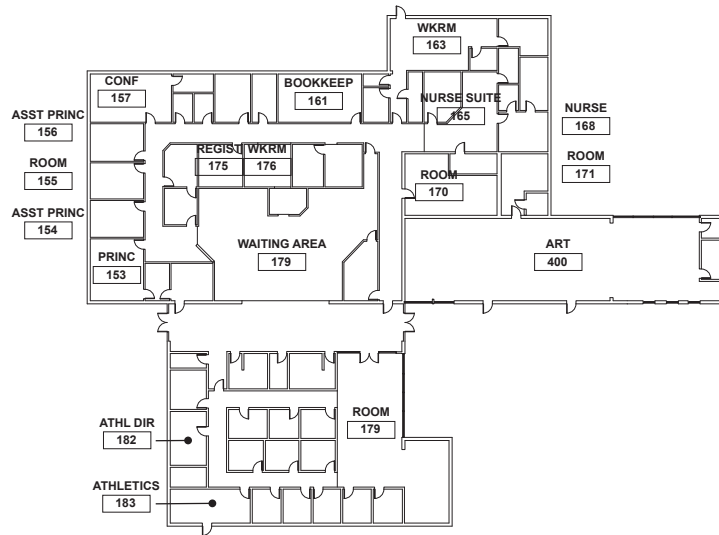 WKRM
163
CONF
157
BOOKKEEP
161
ASST PRINC
156
NURSE SUITE
165
NURSE
168
ROOM
155
REGIST
175
WKRM
176
ROOM
170
ROOM
171
ASST PRINC
154
PRINC
153
WAITING AREA
179
ART
400
ATHL DIR
182
ROOM
179
ATHLETICS
183